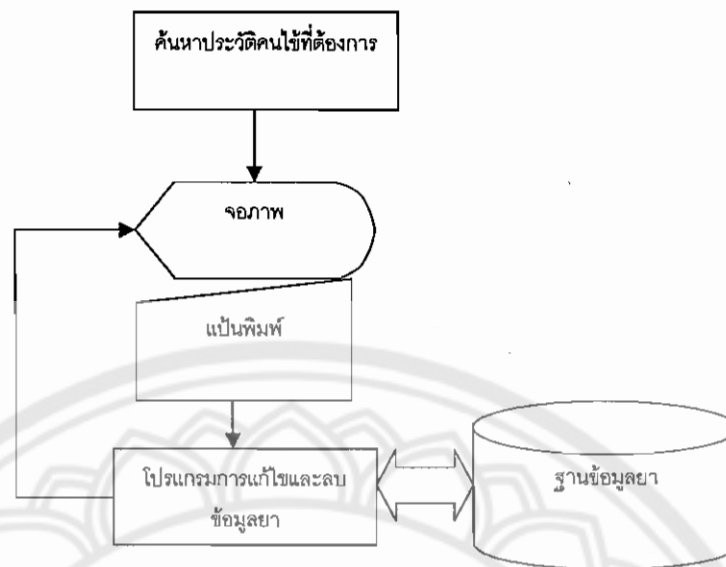 ค้นหาประวัติคนไข้ที่ต้องการ
จอภาพ
แป้นพิมพ์
โปรแกรมการแก้ไขและลบ
ข้อมูลยา
ฐานข้อมูลยา